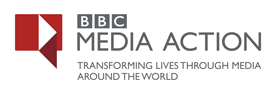 BBC
MEDIA ACTION
TRANSFORMING LIVES THROUGH MEDIA
AROUND THE WORLD